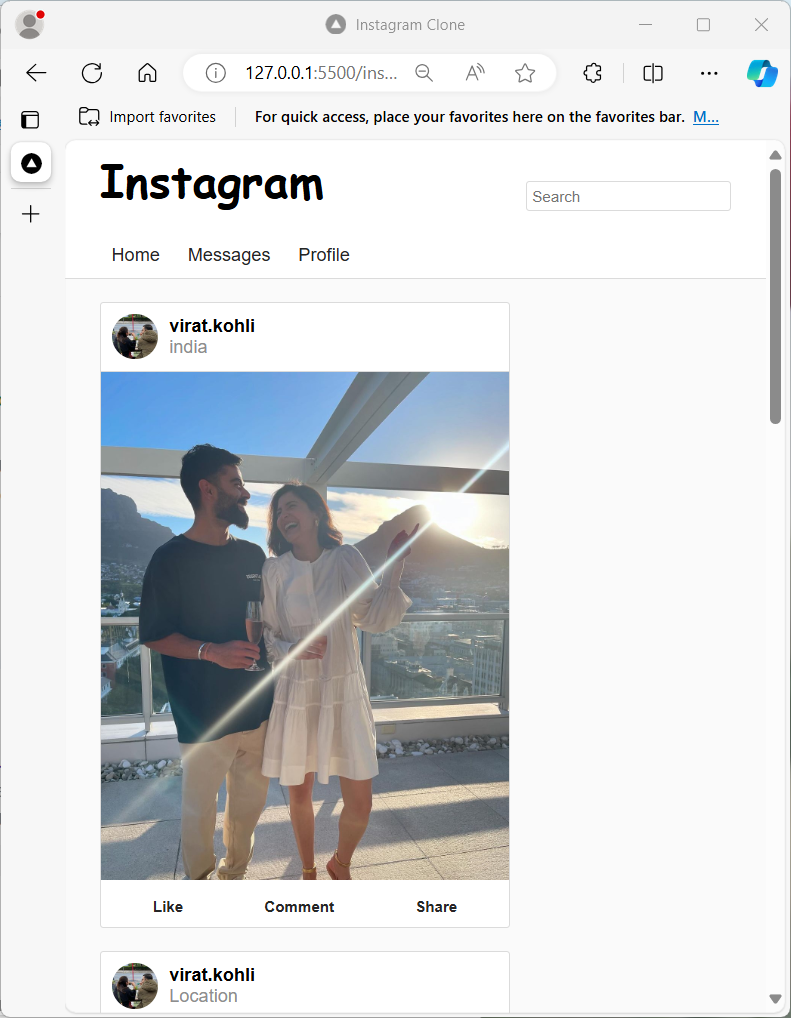 Instagram Clone
127.0.0.1:5500/ins...
Import favorites
For quick access, place your favorites here on the favorites bar. M...
Instagram
Search
Home Messages Profile
virat.kohli
india
Like Comment Share
virat.kohli
Location